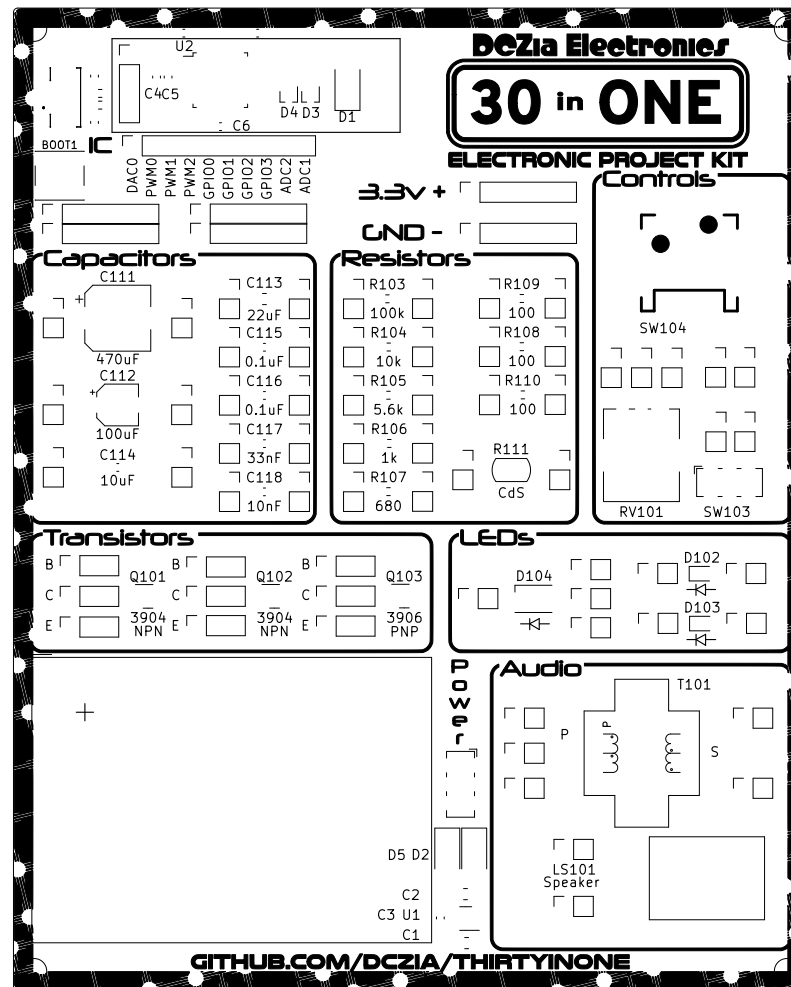 DCZia Electronics
30 in ONE
ELECTRONIC PROJECT KIT
U2
C4
C5
D4
D3
D1
C6
BOOT1
IC
DAC0
PWM0
PWM1
PWM2
GPIO0
GPIO1
GPIO2
GPIO3
ADC2
ADC1
3.3v +
GND -
Controls
SW104
RV101
SW103
Capacitors
C111
470uF
C112
100uF
C114
10uF
C113
22uF
C115
0.1uF
C116
0.1uF
C117
33nF
C118
10nF
Resistors
R103
100k
R104
10k
R105
5.6k
R106
1k
R107
680
R109
100
R108
100
R110
100
R111
CdS
Transistors
B
C
E
Q101
3904
NPN
B
C
E
Q102
3904
NPN
B
C
E
Q103
3906
PNP
LEDs
D104
D102
D103
Power
D5 D2
C2
C3 U1
C1
Audio
T101
P
P
S
LS101
Speaker
GITHUB.COM/DCZIA/THIRTYINONE